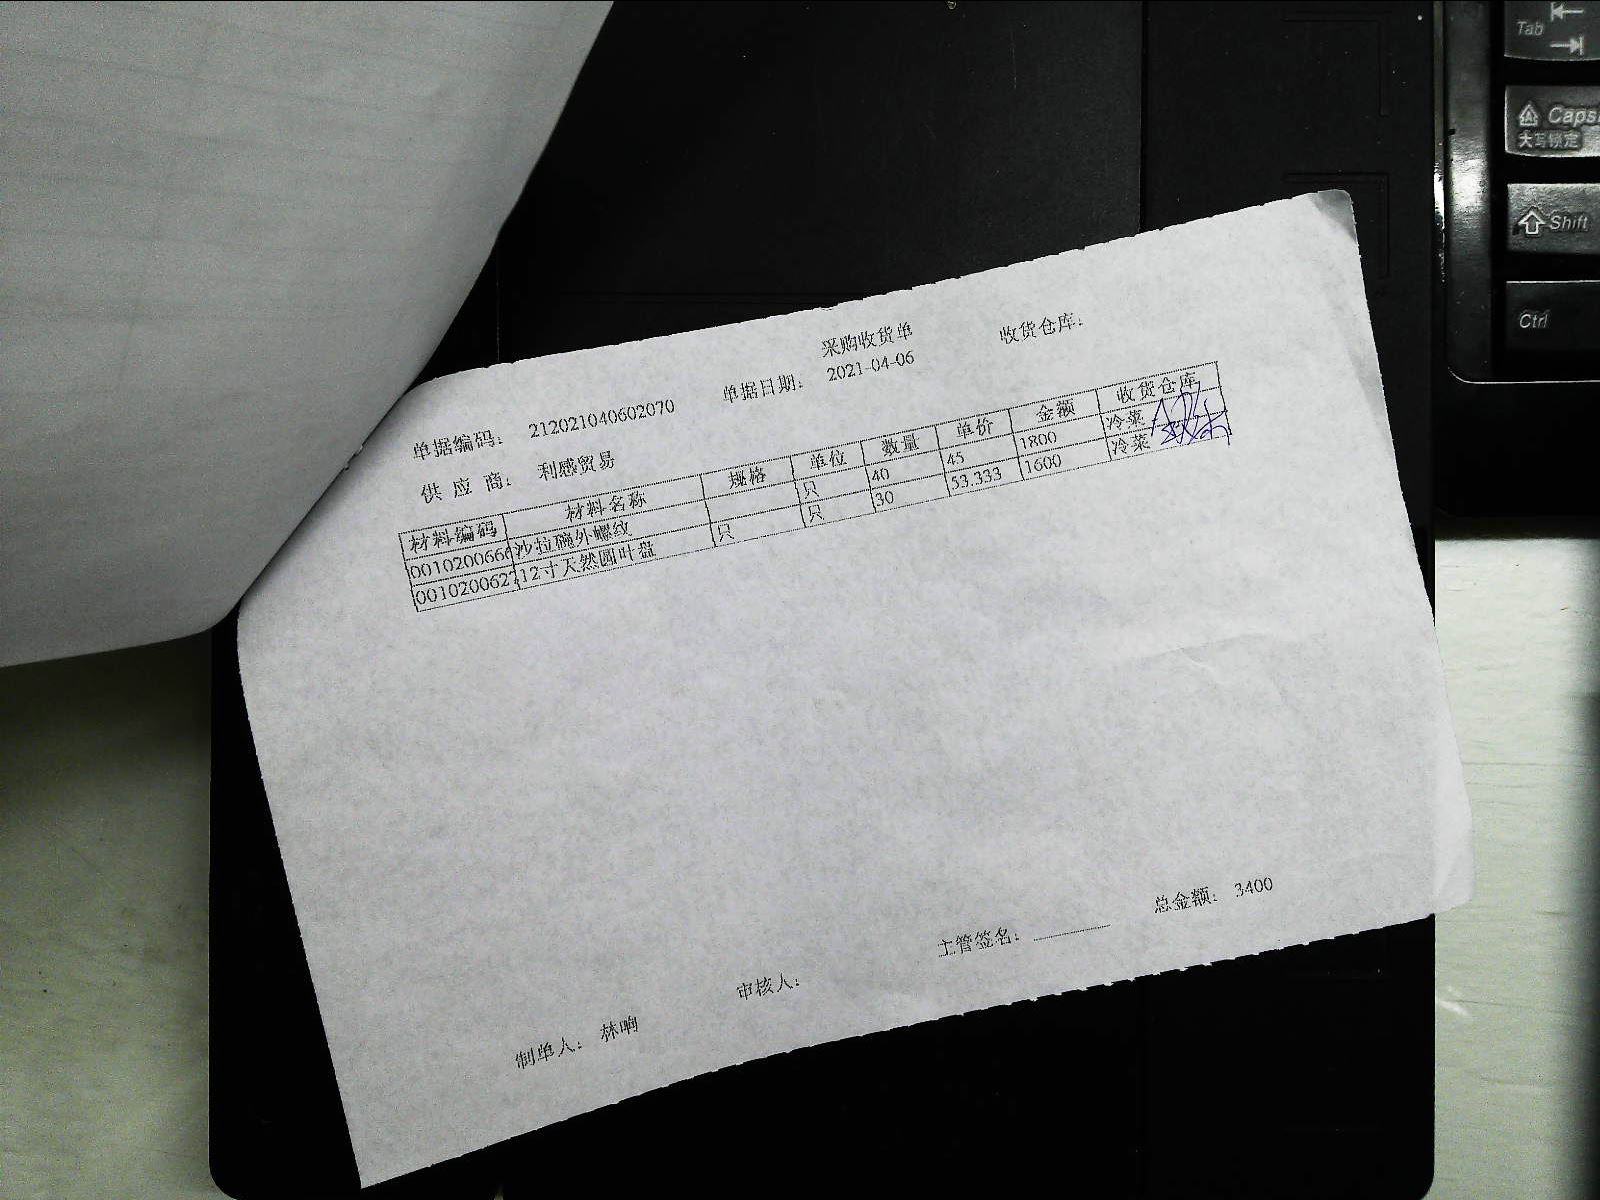 采购收货单
收货仓库：
单据编码： 212021040602070 单据日期： 2021-04-06
供 应 商： 利感贸易
材料编码 材料名称 规格 单位 数量 单价 金额 收货仓库
0010200666 沙拉碗外螺纹 只 40 45 1800 冷菜
001020062 12寸天然圆叶盘 只 只 30 53.333 1600 冷菜
制单人： 林响 审核人： 主管签名： 总金额： 3400
Tab
Caps
大写锁定
Shift
Ctrl